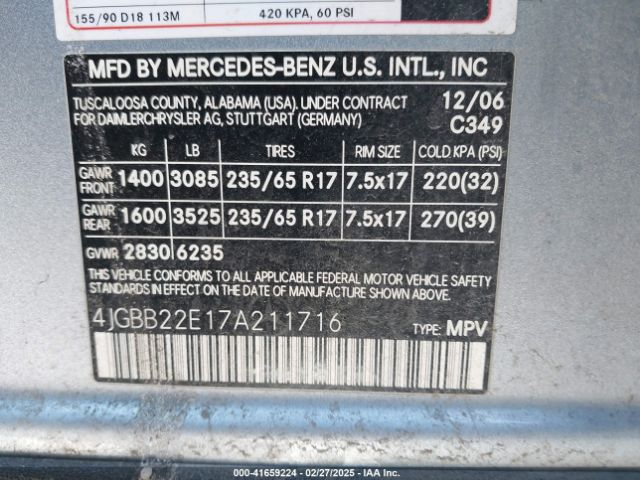 155/90 D18 113M 420 KPA, 60 PSI
MFD BY MERCEDES-BENZ U.S. INTL., INC
TUSCALOOSA COUNTY, ALABAMA (USA). UNDER CONTRACT 12/06
FOR DAIMLERCHRYSLER AG, STUTTGART (GERMANY) C349
KG LB TIRES RIM SIZE COLD KPA (PSI)
GAWR FRONT 1400 3085 235/65 R17 7.5x17 220(32)
GAWR REAR 1600 3525 235/65 R17 7.5x17 270(39)
GVWR 2830 6235
THIS VEHICLE CONFORMS TO ALL APPLICABLE FEDERAL MOTOR VEHICLE SAFETY
STANDARDS IN EFFECT ON THE DATE OF MANUFACTURE SHOWN ABOVE.
4JGBB22E17A211716 TYPE: MPV
000-41659224 | 02/27/2025 | IAA Inc.